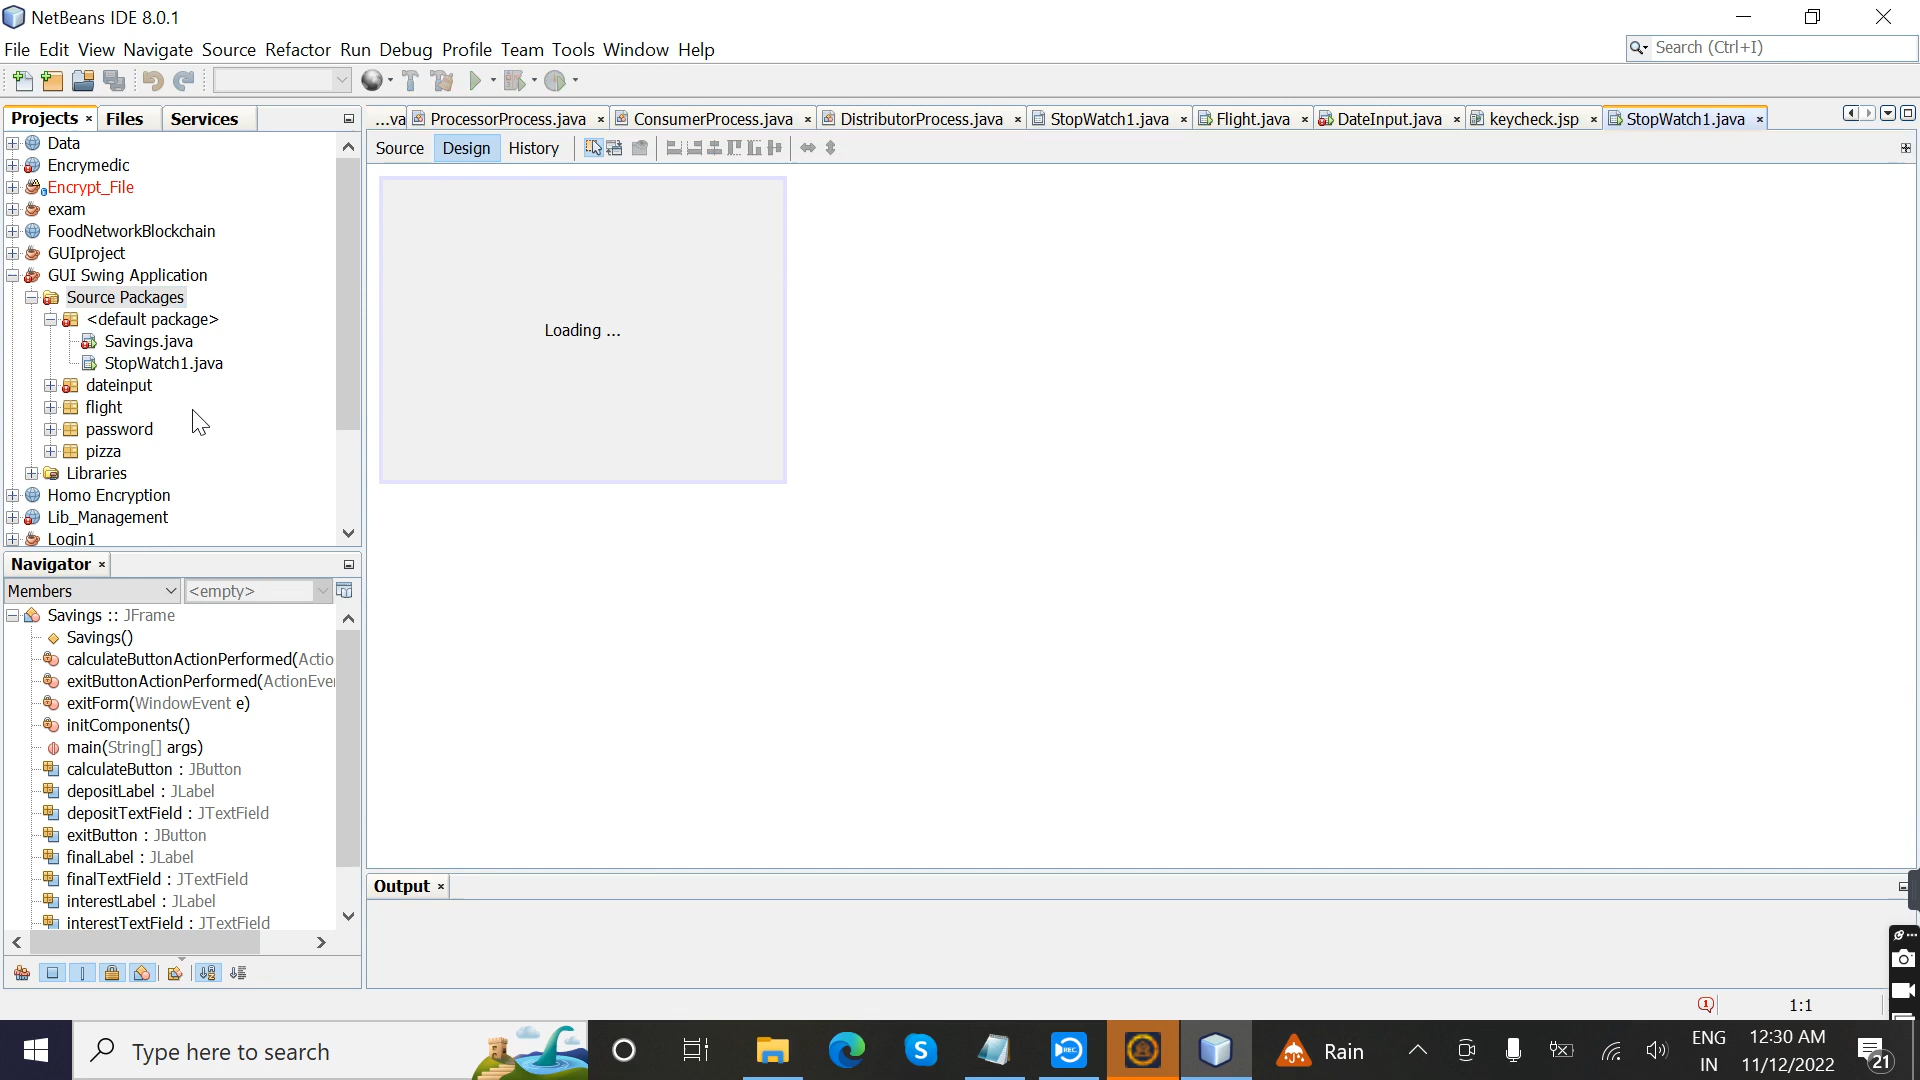 NetBeans IDE 8.0.1
File Edit View Navigate Source Refactor Run Debug Profile Team Tools Window Help
Search (Ctrl+I)
Projects Files Services
...va ProcessorProcess.java ConsumerProcess.java DistributorProcess.java StopWatch1.java Flight.java DateInput.java keycheck.jsp StopWatch1.java
Source Design History
Data
Encrymedic
Encrypt_File
exam
FoodNetworkBlockchain
GUIproject
GUI Swing Application
Source Packages
<default package>
Savings.java
StopWatch1.java
dateinput
flight
password
pizza
Libraries
Homo Encryption
Lib_Management
Login1
Loading ...
Navigator
Members <empty>
Savings :: JFrame
Savings()
calculateButtonActionPerformed(Actio
exitButtonActionPerformed(ActionEve
exitForm(WindowEvent e)
initComponents()
main(String[] args)
calculateButton : JButton
depositLabel : JLabel
depositTextField : JTextField
exitButton : JButton
finalLabel : JLabel
finalTextField : JTextField
interestLabel : JLabel
interestTextField : JTextField
Output
1:1
Type here to search
REC
Rain
ENG
IN
12:30 AM
11/12/2022
21